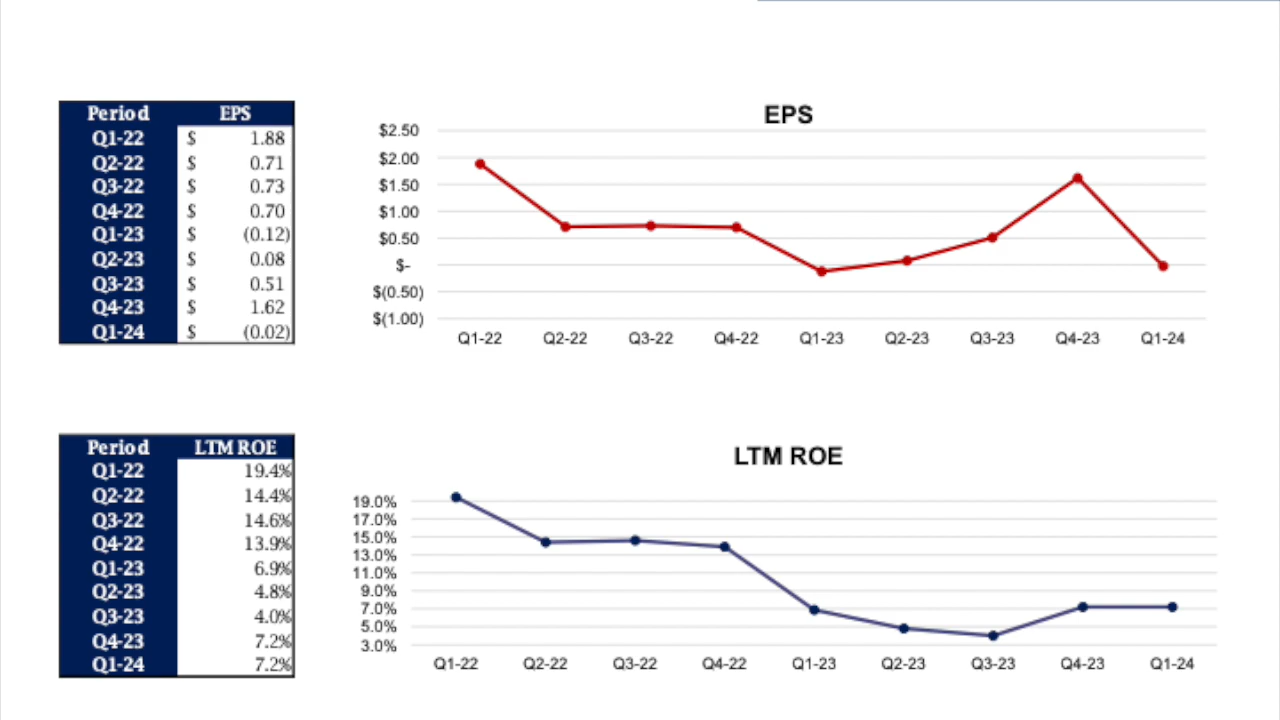 Period EPS
Q1-22 $ 1.88
Q2-22 $ 0.71
Q3-22 $ 0.73
Q4-22 $ 0.70
Q1-23 $ (0.12)
Q2-23 $ 0.08
Q3-23 $ 0.51
Q4-23 $ 1.62
Q1-24 $ (0.02)
EPS
$2.50
$2.00
$1.50
$1.00
$0.50
$-
$(0.50)
$(1.00)
Q1-22 Q2-22 Q3-22 Q4-22 Q1-23 Q2-23 Q3-23 Q4-23 Q1-24
Period LTM ROE
Q1-22 19.4%
Q2-22 14.4%
Q3-22 14.6%
Q4-22 13.9%
Q1-23 6.9%
Q2-23 4.8%
Q3-23 4.0%
Q4-23 7.2%
Q1-24 7.2%
LTM ROE
19.0%
17.0%
15.0%
13.0%
11.0%
9.0%
7.0%
5.0%
3.0%
Q1-22 Q2-22 Q3-22 Q4-22 Q1-23 Q2-23 Q3-23 Q4-23 Q1-24